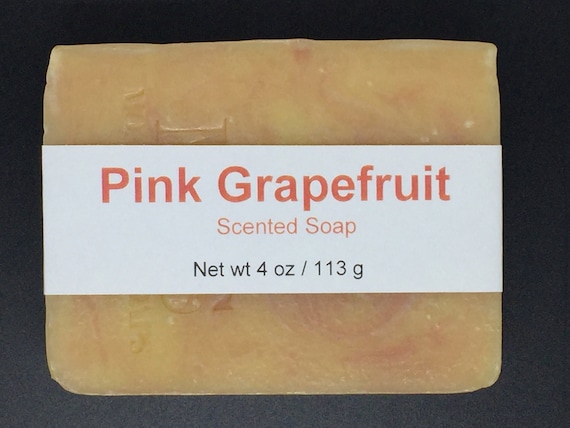 Pink Grapefruit
Scented Soap
Net wt 4 oz / 113 g